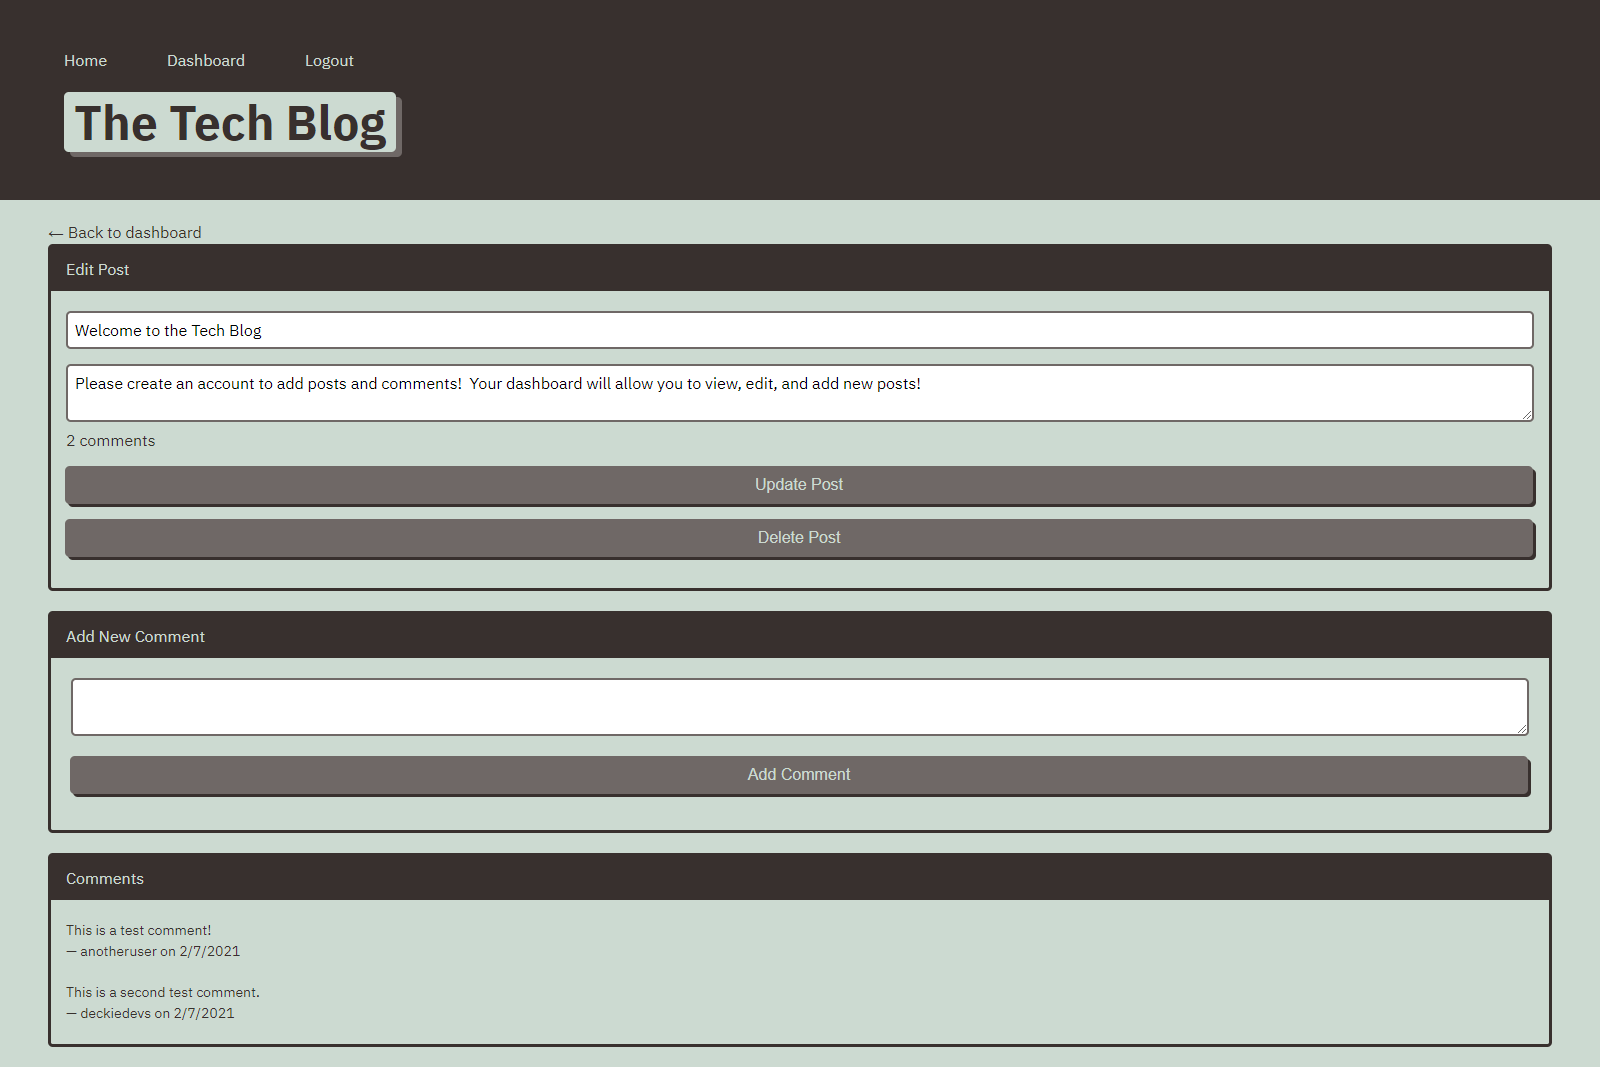 Home Dashboard Logout
The Tech Blog
← Back to dashboard
Edit Post
Welcome to the Tech Blog
Please create an account to add posts and comments!  Your dashboard will allow you to view, edit, and add new posts!
2 comments
Update Post
Delete Post
Add New Comment
Add Comment
Comments
This is a test comment!
— anotheruser on 2/7/2021
This is a second test comment.
— deckiedevs on 2/7/2021